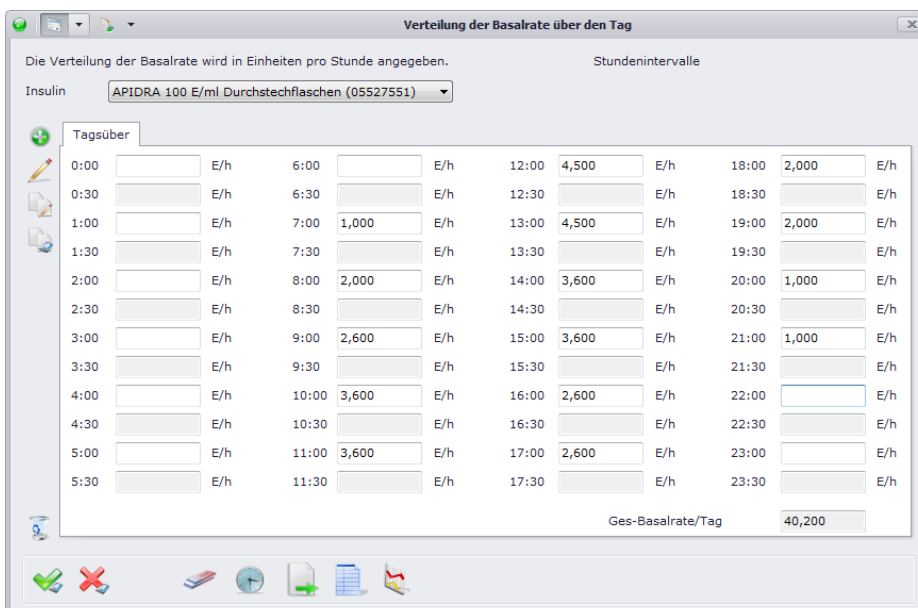 Verteilung der Basalrate über den Tag
Die Verteilung der Basalrate wird in Einheiten pro Stunde angegeben. Stundenintervalle
Insulin APIDRA 100 E/ml Durchstechflaschen (05527551)
Tagsüber
0:00 E/h 6:00 E/h 12:00 4,500 E/h 18:00 2,000 E/h
0:30 E/h 6:30 E/h 12:30 E/h 18:30 E/h
1:00 E/h 7:00 1,000 E/h 13:00 4,500 E/h 19:00 2,000 E/h
1:30 E/h 7:30 E/h 13:30 E/h 19:30 E/h
2:00 E/h 8:00 2,000 E/h 14:00 3,600 E/h 20:00 1,000 E/h
2:30 E/h 8:30 E/h 14:30 E/h 20:30 E/h
3:00 E/h 9:00 2,600 E/h 15:00 3,600 E/h 21:00 1,000 E/h
3:30 E/h 9:30 E/h 15:30 E/h 21:30 E/h
4:00 E/h 10:00 3,600 E/h 16:00 2,600 E/h 22:00 E/h
4:30 E/h 10:30 E/h 16:30 E/h 22:30 E/h
5:00 E/h 11:00 3,600 E/h 17:00 2,600 E/h 23:00 E/h
5:30 E/h 11:30 E/h 17:30 E/h 23:30 E/h
Ges-Basalrate/Tag 40,200